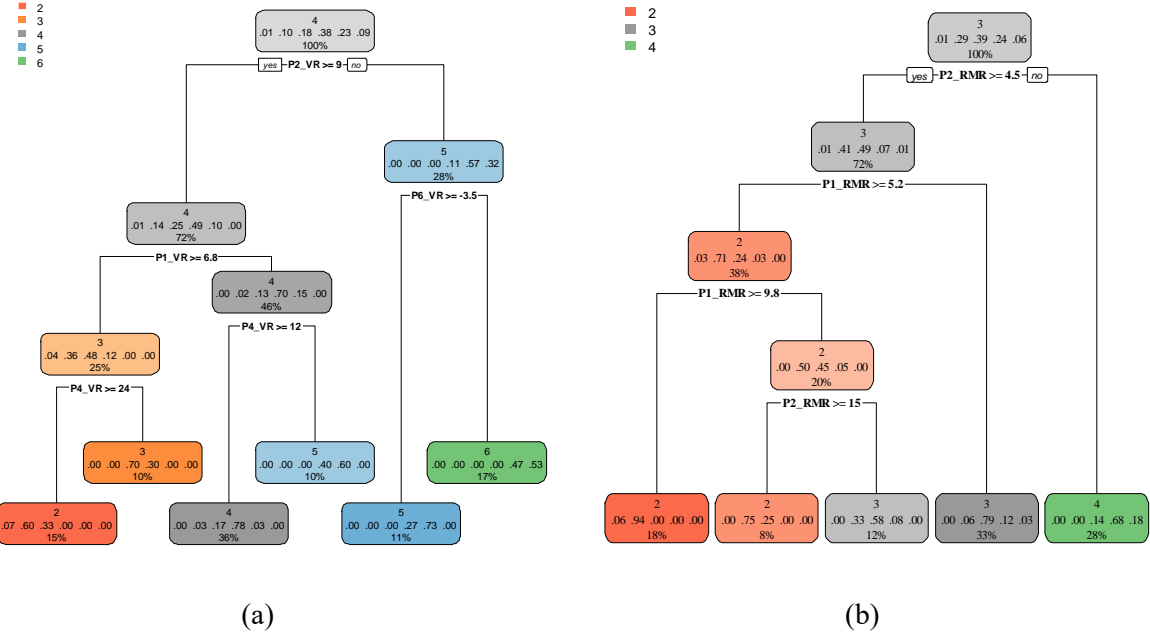 2
3
4
5
6
4
.01 .10 .18 .38 .23 .09
100%
yes P2_VR >= 9 no
5
.00 .00 .00 .11 .57 .32
28%
P6_VR >= -3.5
4
.01 .14 .25 .49 .10 .00
72%
P1_VR >= 6.8
4
.00 .02 .13 .70 .15 .00
46%
P4_VR >= 12
3
.04 .36 .48 .12 .00 .00
25%
P4_VR >= 24
3
.00 .00 .70 .30 .00 .00
10%
5
.00 .00 .00 .40 .60 .00
10%
6
.00 .00 .00 .00 .47 .53
17%
2
.07 .60 .33 .00 .00 .00
15%
4
.00 .03 .17 .78 .03 .00
36%
5
.00 .00 .00 .27 .73 .00
11%
(a)
2
3
4
3
.01 .29 .39 .24 .06
100%
yes P2_RMR >= 4.5 no
3
.01 .41 .49 .07 .01
72%
P1_RMR >= 5.2
2
.03 .71 .24 .03 .00
38%
P1_RMR >= 9.8
2
.00 .50 .45 .05 .00
20%
P2_RMR >= 15
2
.06 .94 .00 .00 .00
18%
2
.00 .75 .25 .00 .00
8%
3
.00 .33 .58 .08 .00
12%
3
.00 .06 .79 .12 .03
33%
4
.00 .00 .14 .68 .18
28%
(b)